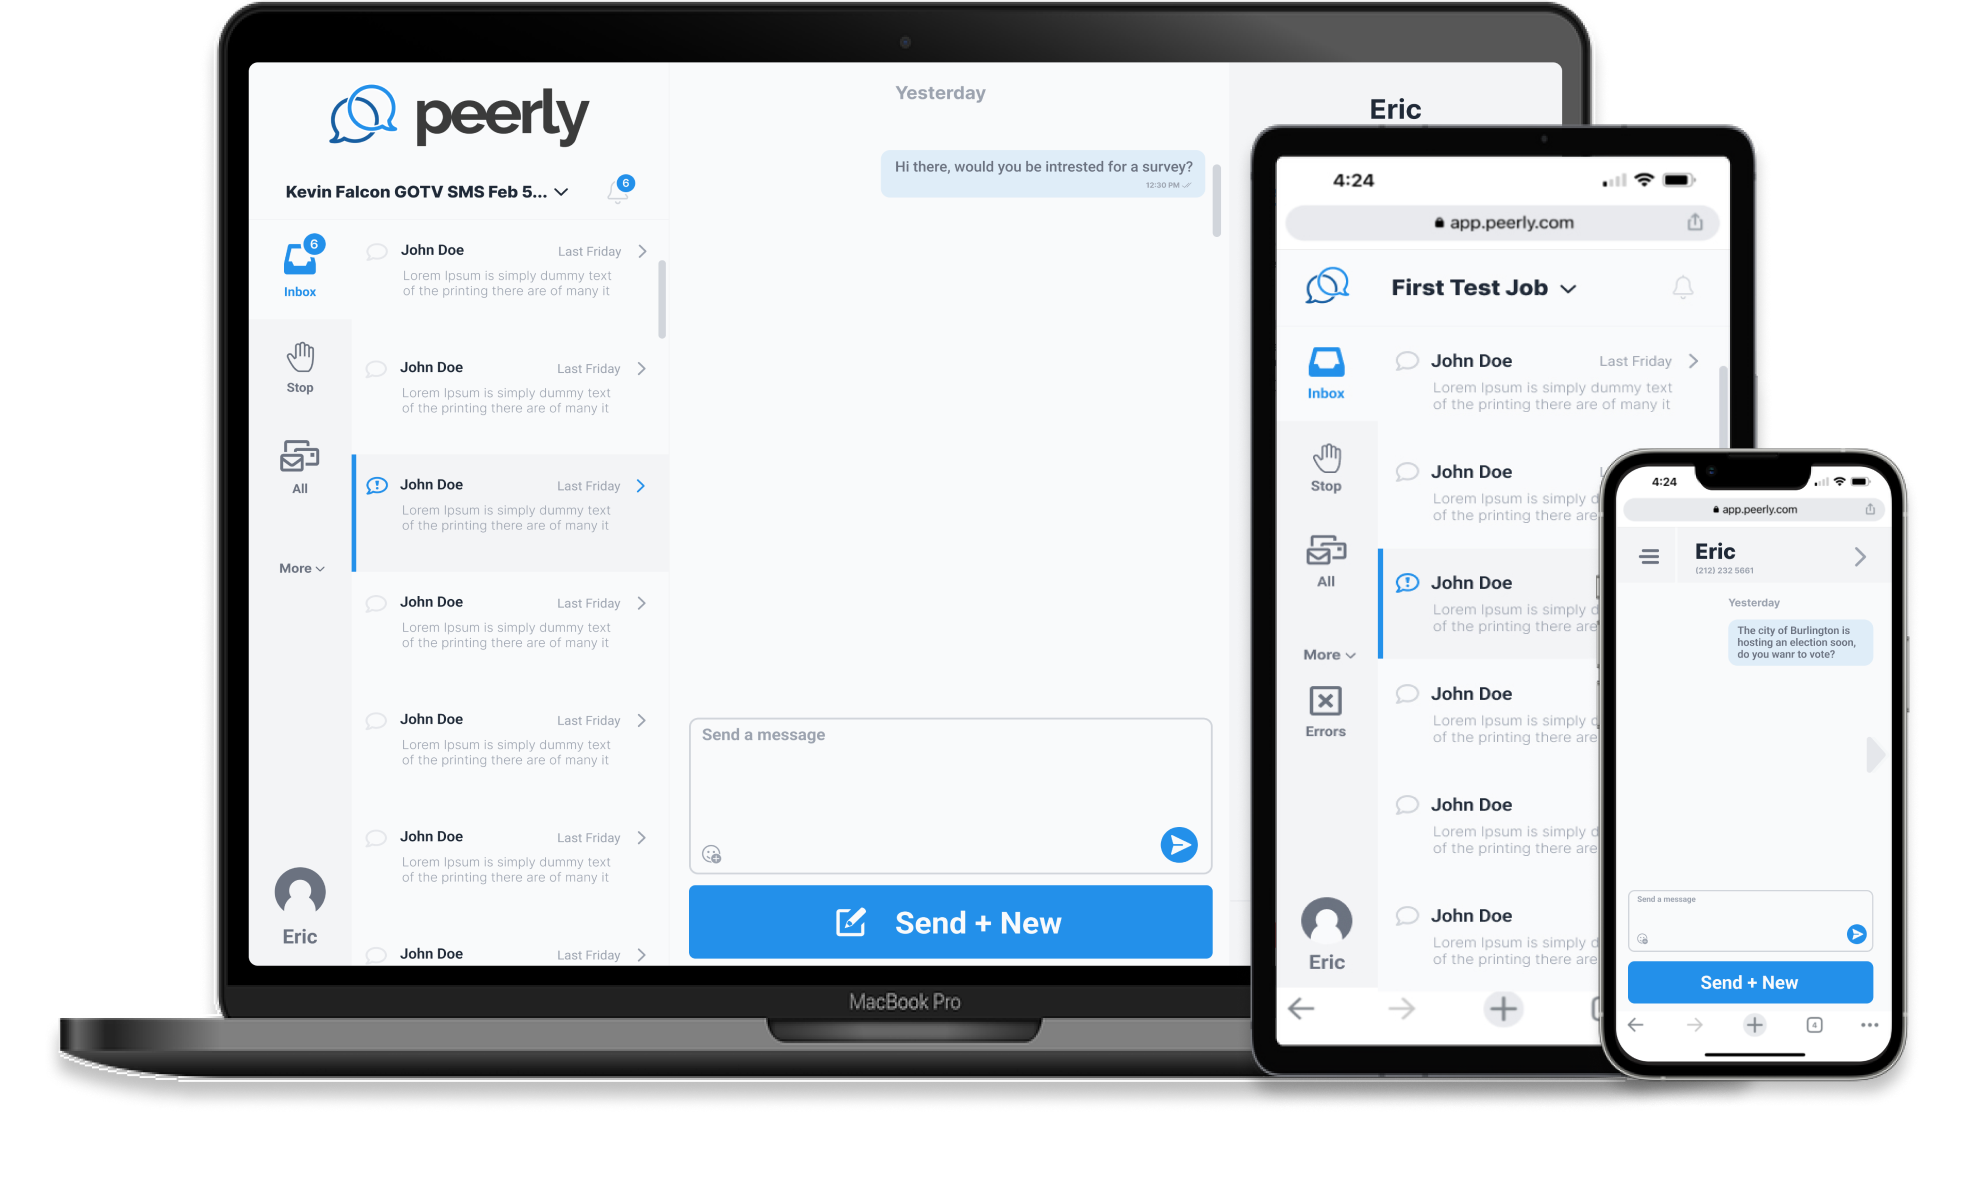 peerly
Kevin Falcon GOTV SMS Feb 5...
6
6
Inbox
Stop
All
More
Eric
John Doe
Last Friday
Lorem Ipsum is simply dummy text
of the printing there are of many it
John Doe
Last Friday
Lorem Ipsum is simply dummy text
of the printing there are of many it
John Doe
Last Friday
Lorem Ipsum is simply dummy text
of the printing there are of many it
John Doe
Last Friday
Lorem Ipsum is simply dummy text
of the printing there are of many it
John Doe
Last Friday
Lorem Ipsum is simply dummy text
of the printing there are of many it
John Doe
Last Friday
Lorem Ipsum is simply dummy text
of the printing there are of many it
John Doe
Last Friday
Yesterday
Hi there, would you be intrested for a survey?
12:30 PM
Send a message
Send + New
Eric
MacBook Pro
4:24
app.peerly.com
First Test Job
Inbox
Stop
All
More
Errors
Eric
John Doe
Last Friday
Lorem Ipsum is simply dummy text
of the printing there are of many it
John Doe
Lorem Ipsum is simply d
of the printing there are
John Doe
Lorem Ipsum is simply d
of the printing there are
John Doe
Lorem Ipsum is simply d
of the printing there are
John Doe
Lorem Ipsum is simply d
of the printing there are
John Doe
Lorem Ipsum is simply d
of the printing there are
4:24
app.peerly.com
Eric
(212) 232 5661
Yesterday
The city of Burlington is
hosting an election soon,
do you wanr to vote?
Send a message
Send + New
4